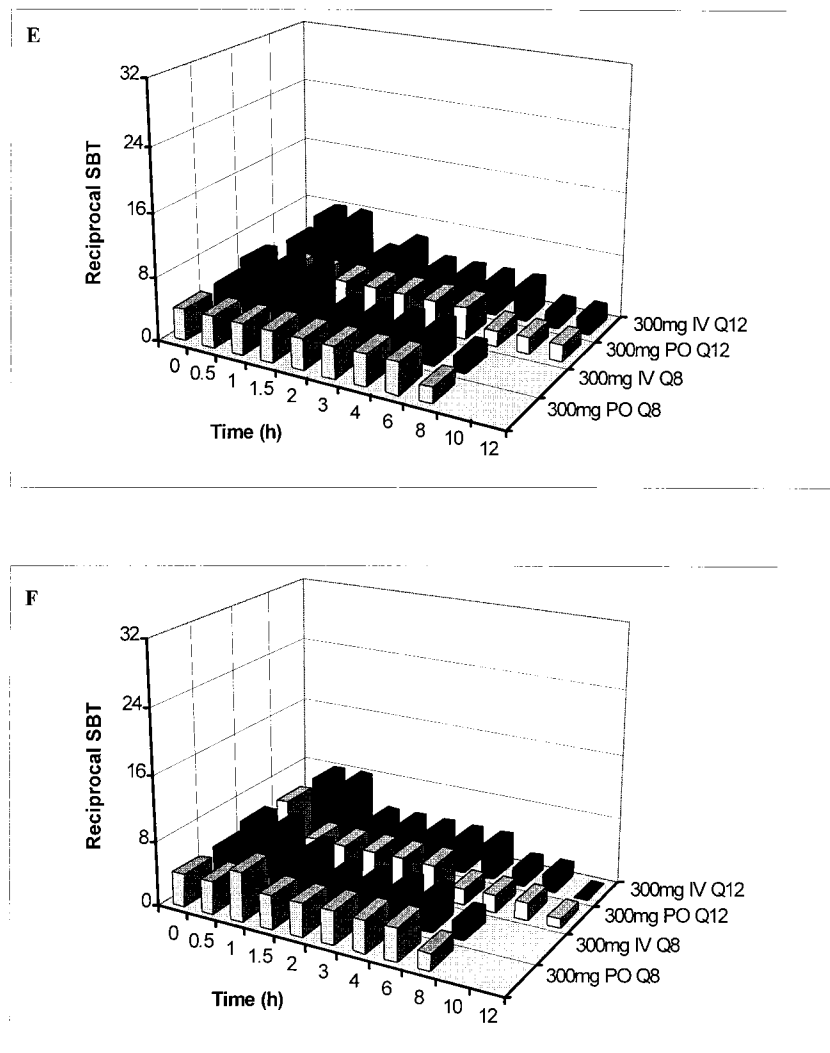 E
32
24
16
8
0
Reciprocal SBT
0 0.5 1 1.5 2 3 4 6 8 10 12
Time (h)
300mg IV Q12
300mg PO Q12
300mg IV Q8
300mg PO Q8
F
32
24
16
8
0
Reciprocal SBT
0 0.5 1 1.5 2 3 4 6 8 10 12
Time (h)
300mg IV Q12
300mg PO Q12
300mg IV Q8
300mg PO Q8